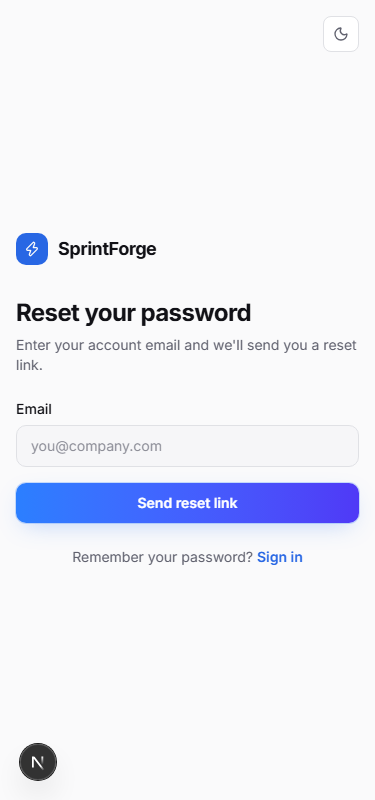 SprintForge
Reset your password
Enter your account email and we'll send you a reset
link.
Email
you@company.com
Send reset link
Remember your password? Sign in
N